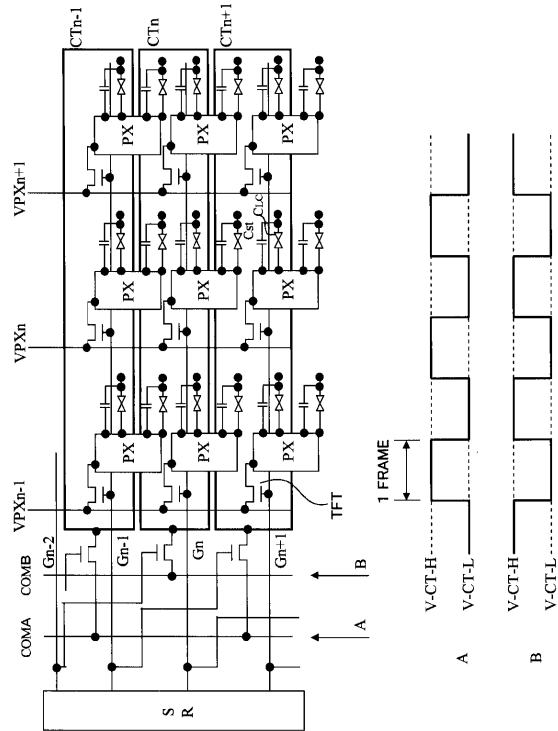 CTn-1
CTn
CTn+1
VPXn+1
VPXn
VPXn-1
PX
PX
PX
PX
PX
PX
PX
PX
PX
Cst
CLC
TFT
Gn-2
Gn-1
Gn
Gn+1
COMB
COMA
B
A
S R
1 FRAME
V-CT-H
V-CT-L
A
V-CT-H
V-CT-L
B